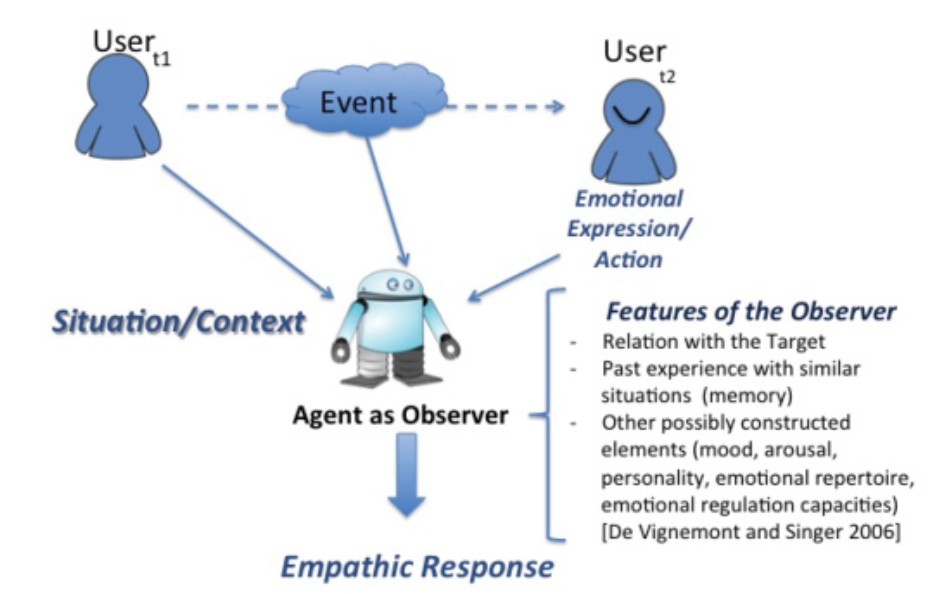 User t1
Event
User t2
Emotional
Expression/
Action
Situation/Context
Agent as Observer
Features of the Observer
- Relation with the Target
- Past experience with similar
situations (memory)
- Other possibly constructed
elements (mood, arousal,
personality, emotional repertoire,
emotional regulation capacities)
[De Vignemont and Singer 2006]
Empathic Response